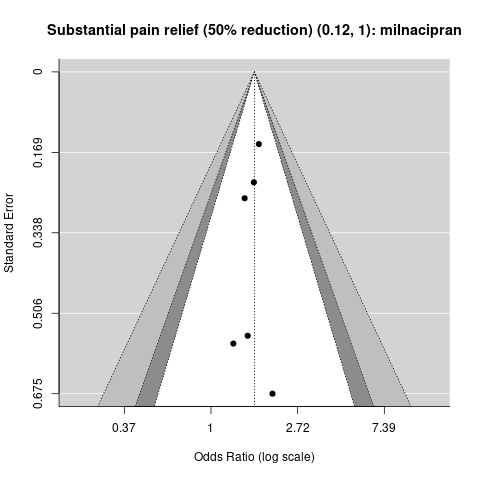 Substantial pain relief (50% reduction) (0.12, 1): milnacipran
0
0.169
0.338
0.506
0.675
Standard Error
0.37 1 2.72 7.39
Odds Ratio (log scale)